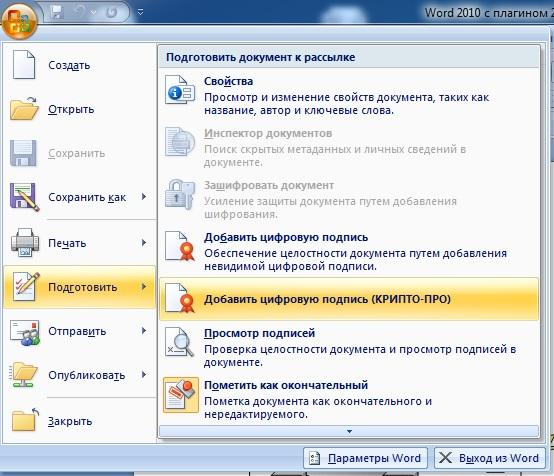 Word 2010 с плагином
Создать
Открыть
Сохранить
Сохранить как
Печать
Подготовить
Отправить
Опубликовать
Закрыть
Подготовить документ к рассылке
Свойства
Просмотр и изменение свойств документа, таких как
название, автор и ключевые слова.
Инспектор документов
Поиск скрытых метаданных и личных сведений в
документе.
Зашифровать документ
Усиление защиты документа путем добавления
шифрования.
Добавить цифровую подпись
Обеспечение целостности документа путем добавления
невидимой цифровой подписи.
Добавить цифровую подпись (КРИПТО-ПРО)
Просмотр подписей
Проверка целостности документа и просмотр подписей в
документе.
Пометить как окончательный
Пометка документа как окончательного и
нередактируемого.
Параметры Word
Выход из Word